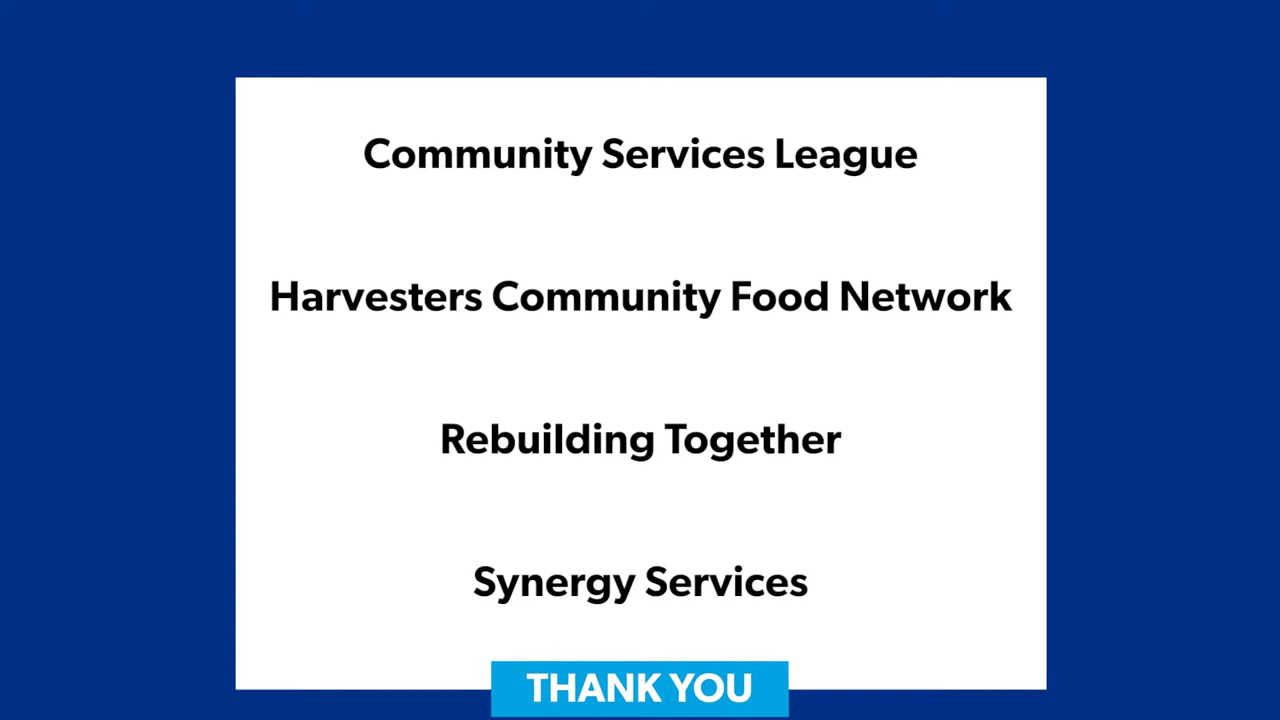 Community Services League
Harvesters Community Food Network
Rebuilding Together
Synergy Services
THANK YOU